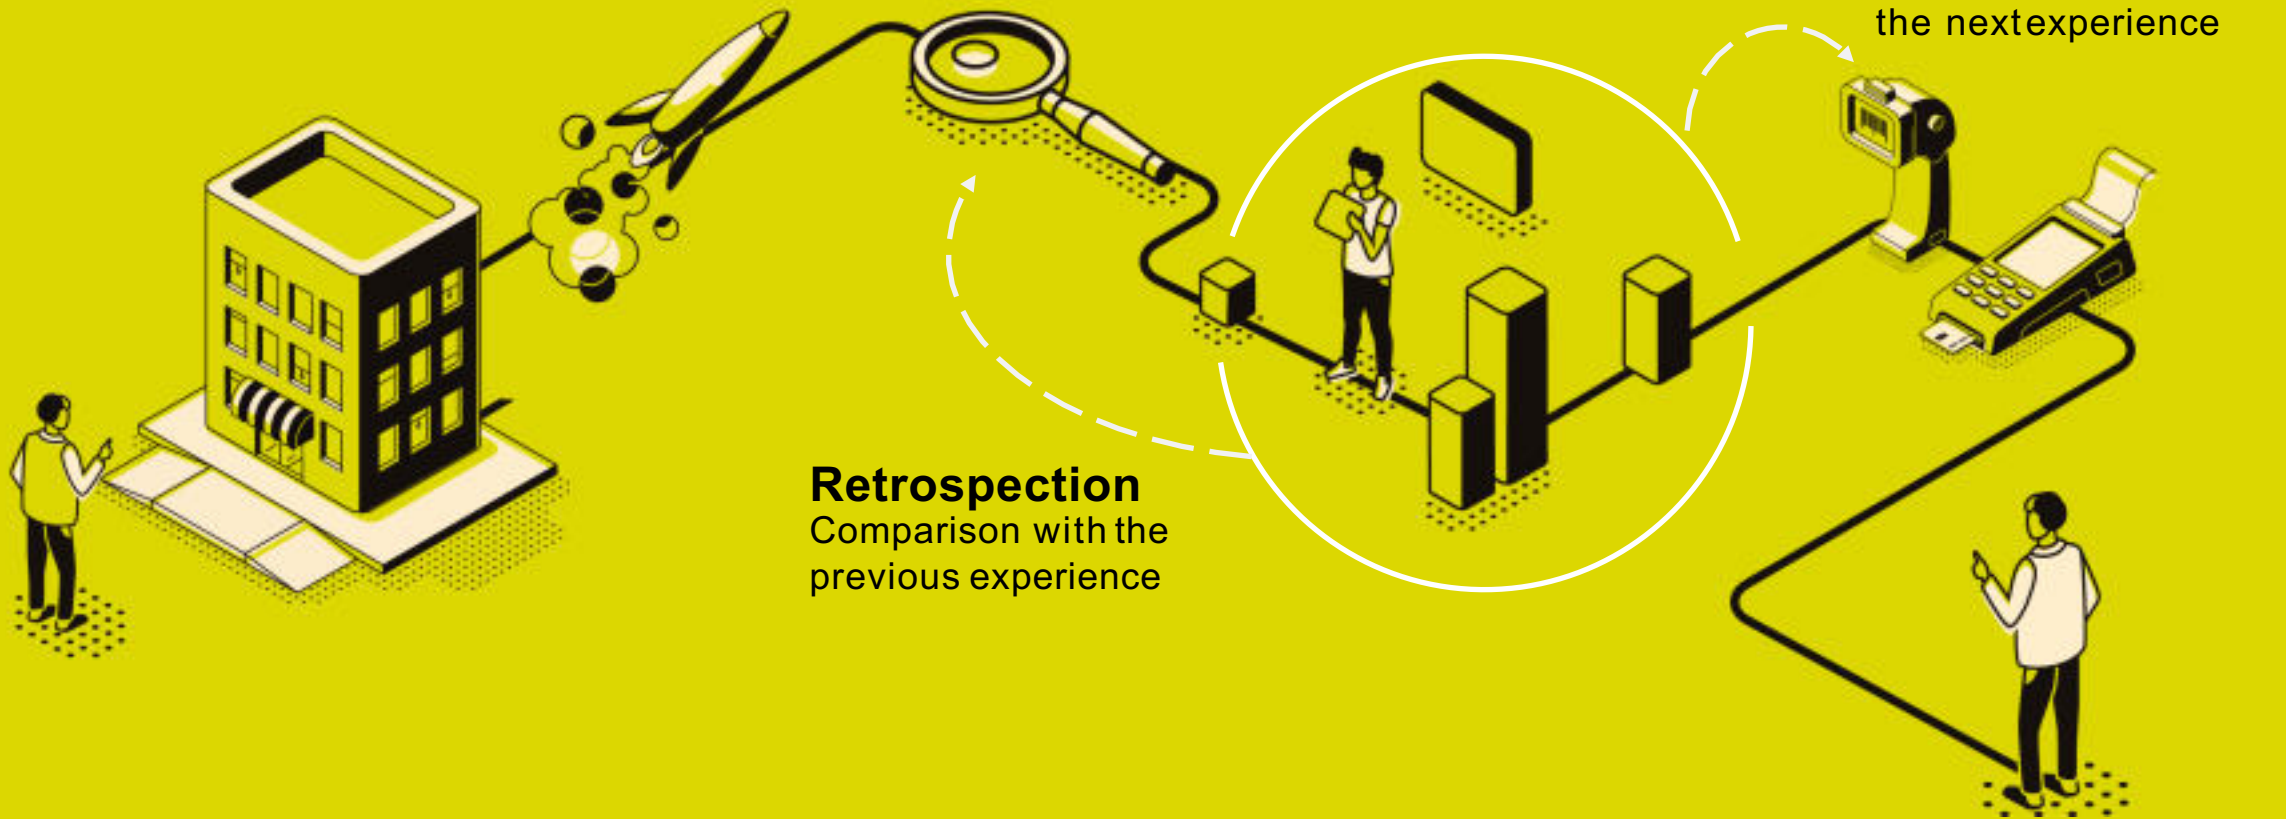 the next experience
Retrospection
Comparison with the
previous experience